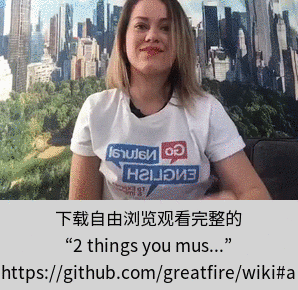 Go
Natural
ENGLISH
下载自由浏览观看完整的
“2 things you mus...”
https://github.com/greatfire/wiki#a